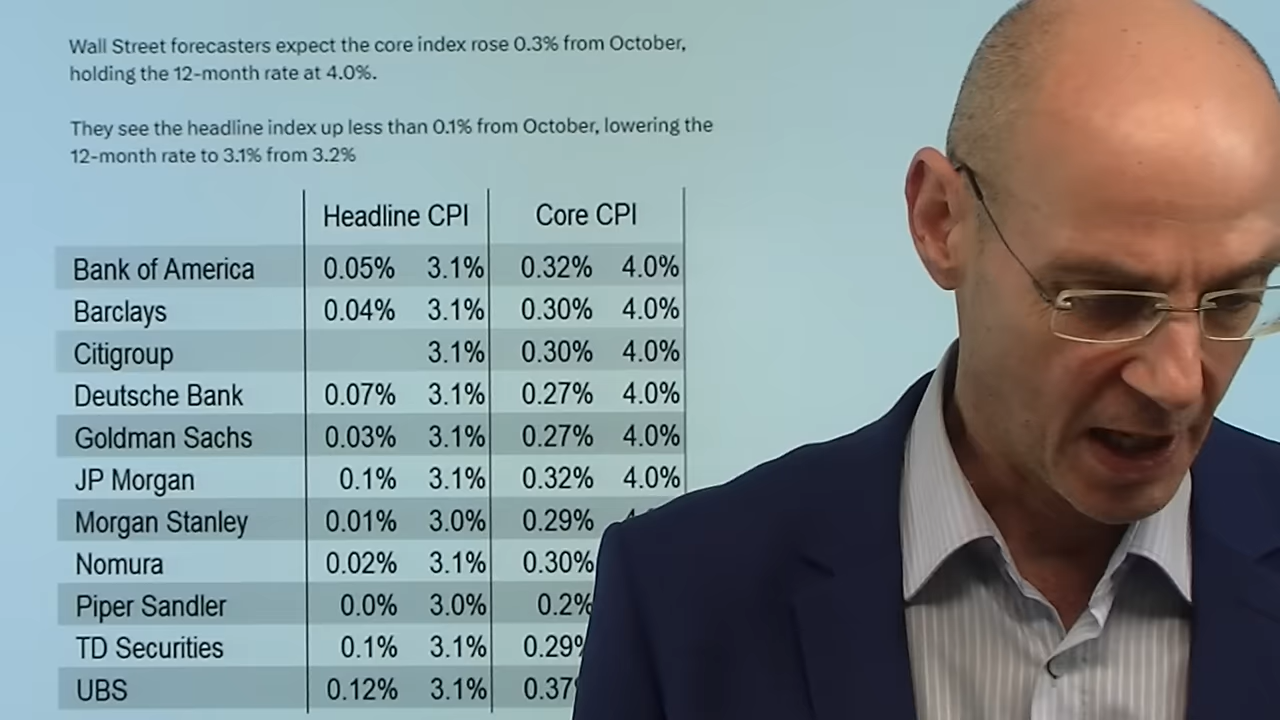 Wall Street forecasters expect the core index rose 0.3% from October,
holding the 12-month rate at 4.0%.
They see the headline index up less than 0.1% from October, lowering the
12-month rate to 3.1% from 3.2%
Headline CPI Core CPI
Bank of America 0.05% 3.1% 0.32% 4.0%
Barclays 0.04% 3.1% 0.30% 4.0%
Citigroup 3.1% 0.30% 4.0%
Deutsche Bank 0.07% 3.1% 0.27% 4.0%
Goldman Sachs 0.03% 3.1% 0.27% 4.0%
JP Morgan 0.1% 3.1% 0.32% 4.0%
Morgan Stanley 0.01% 3.0% 0.29%
Nomura 0.02% 3.1% 0.30%
Piper Sandler 0.0% 3.0% 0.2%
TD Securities 0.1% 3.1% 0.29%
UBS 0.12% 3.1% 0.37